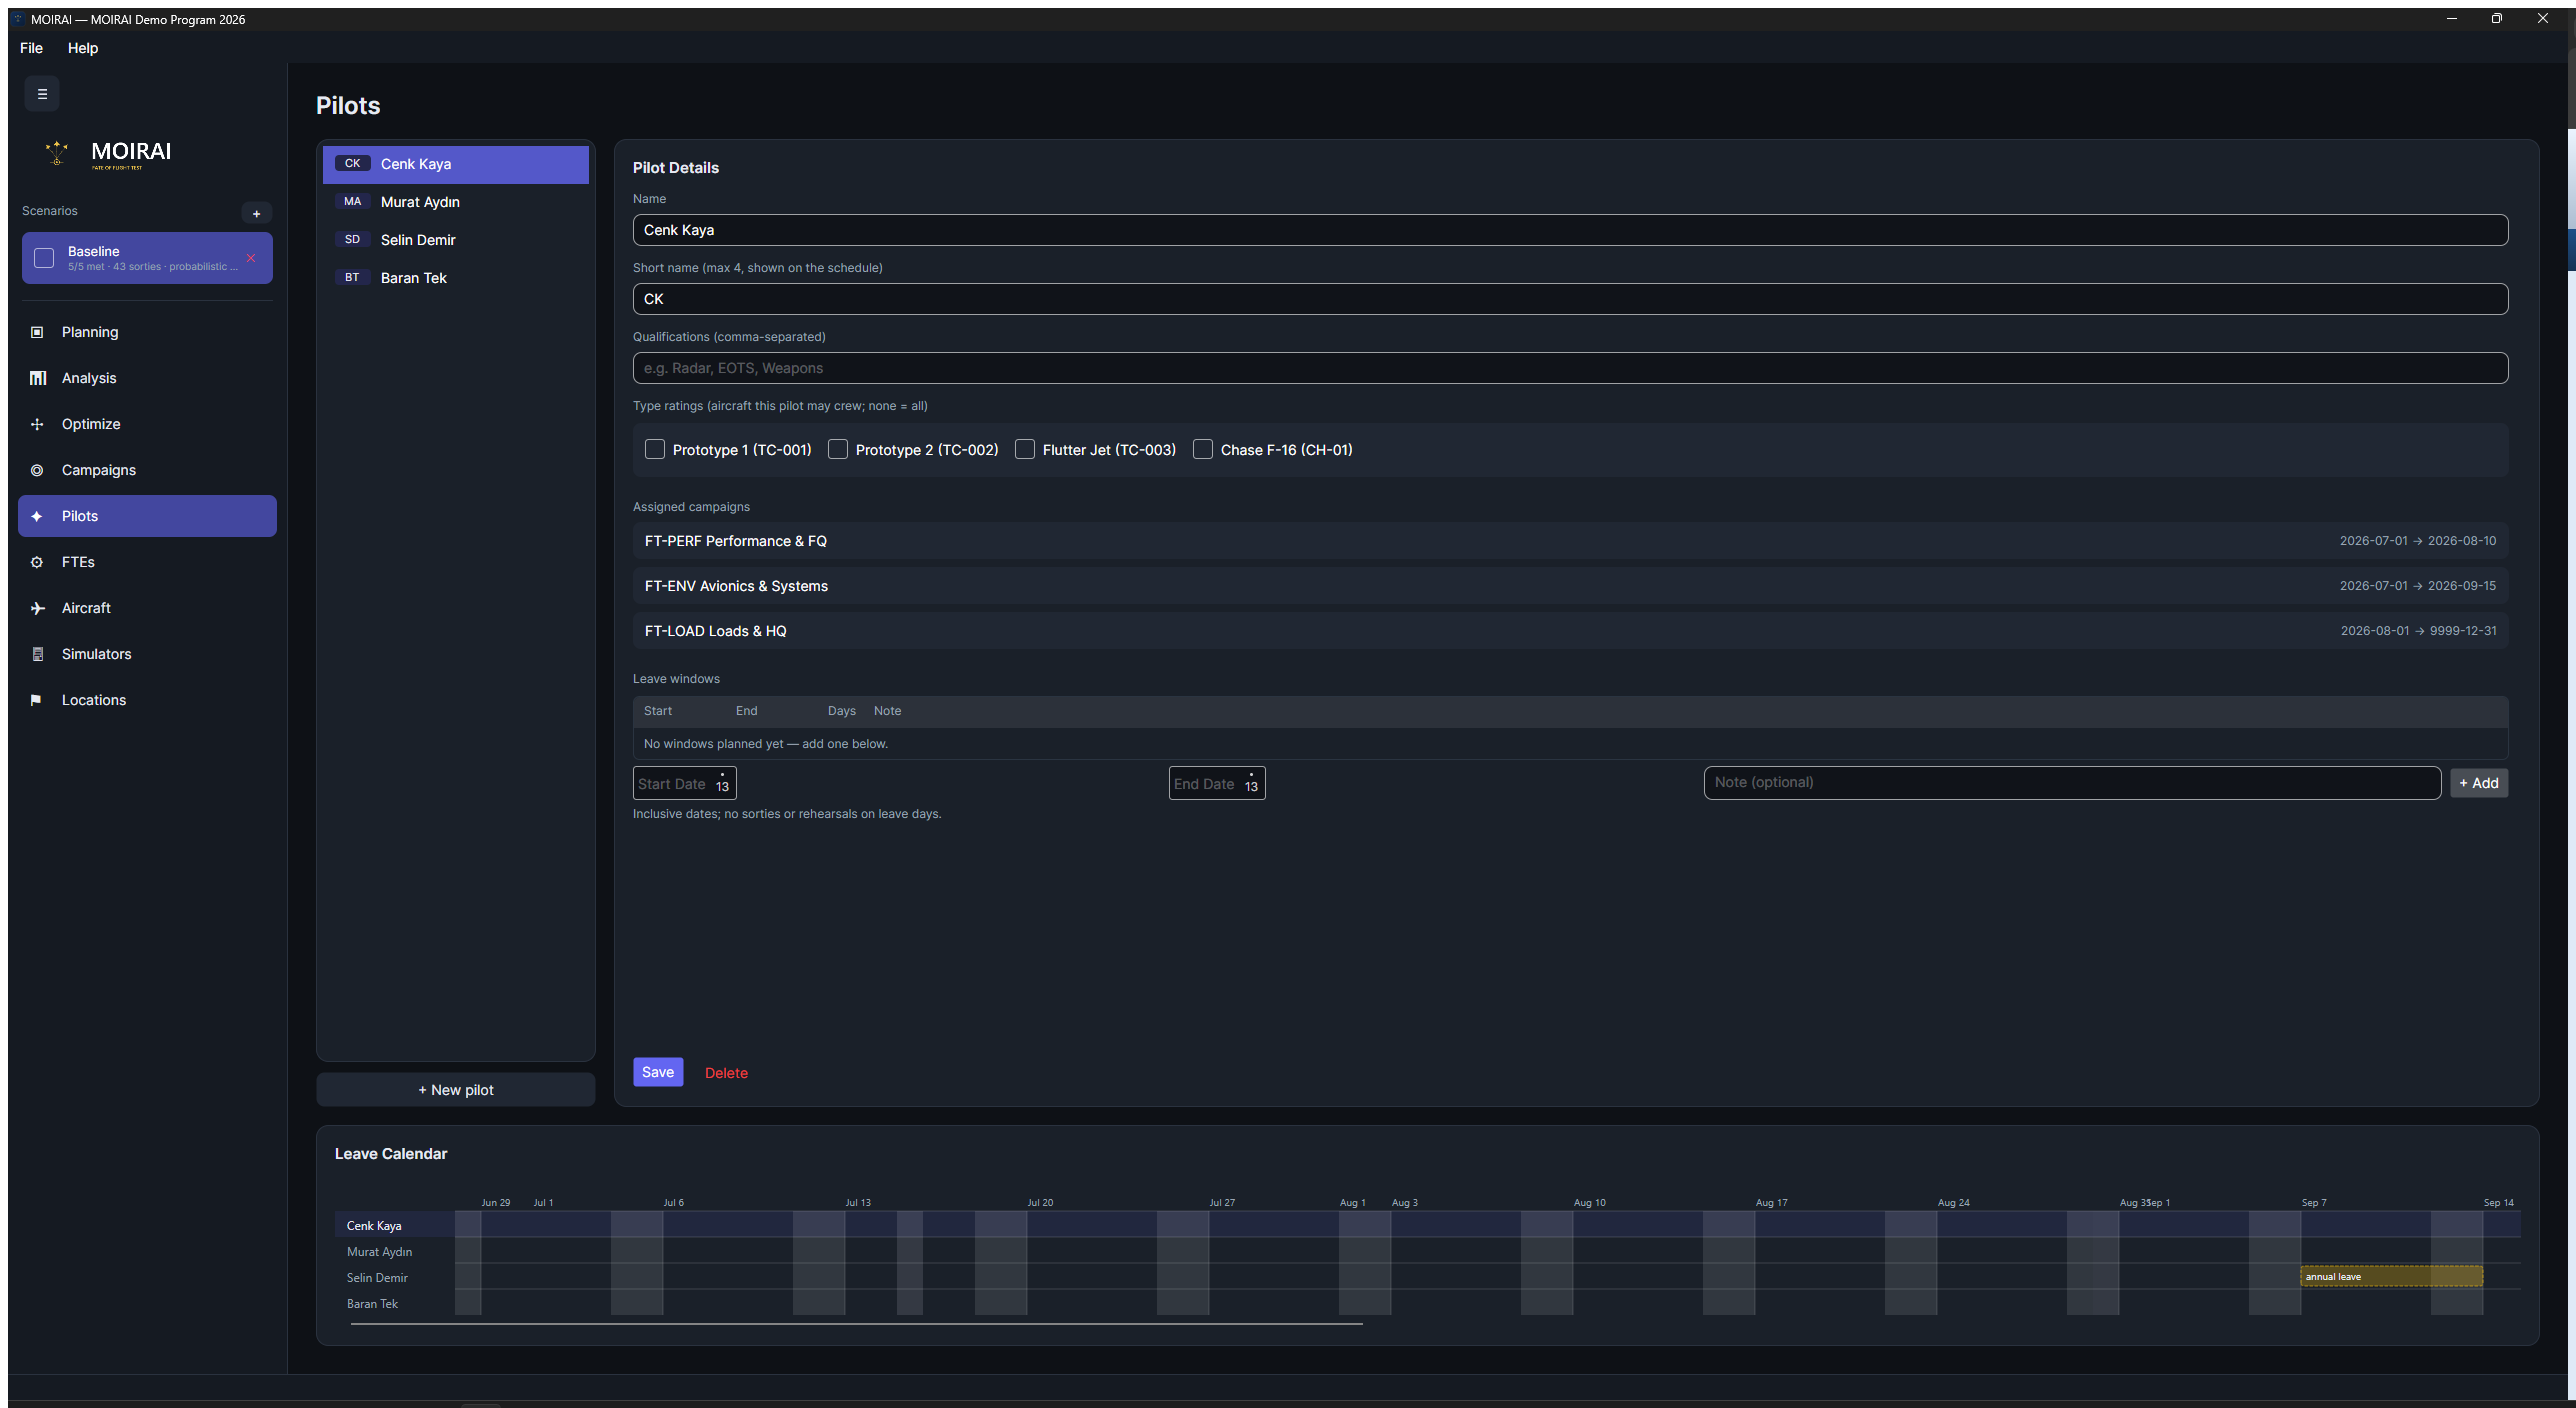 MOIRAI — MOIRAI Demo Program 2026
File Help
MOIRAI
FATE OF FLIGHT TEST
Scenarios
+
Baseline
5/5 met · 43 sorties · probabilistic ...
Planning
Analysis
Optimize
Campaigns
Pilots
FTEs
Aircraft
Simulators
Locations
Pilots
CK Cenk Kaya
MA Murat Aydın
SD Selin Demir
BT Baran Tek
+ New pilot
Pilot Details
Name
Cenk Kaya
Short name (max 4, shown on the schedule)
CK
Qualifications (comma-separated)
e.g. Radar, EOTS, Weapons
Type ratings (aircraft this pilot may crew; none = all)
Prototype 1 (TC-001) Prototype 2 (TC-002) Flutter Jet (TC-003) Chase F-16 (CH-01)
Assigned campaigns
FT-PERF Performance & FQ 2026-07-01 → 2026-08-10
FT-ENV Avionics & Systems 2026-07-01 → 2026-09-15
FT-LOAD Loads & HQ 2026-08-01 → 9999-12-31
Leave windows
Start End Days Note
No windows planned yet — add one below.
Start Date 13 End Date 13 Note (optional) + Add
Inclusive dates; no sorties or rehearsals on leave days.
Save Delete
Leave Calendar
Jun 29 Jul 1 Jul 6 Jul 13 Jul 20 Jul 27 Aug 1 Aug 3 Aug 10 Aug 17 Aug 24 Aug 31 Sep 1 Sep 7 Sep 14
Cenk Kaya
Murat Aydın
Selin Demir annual leave
Baran Tek